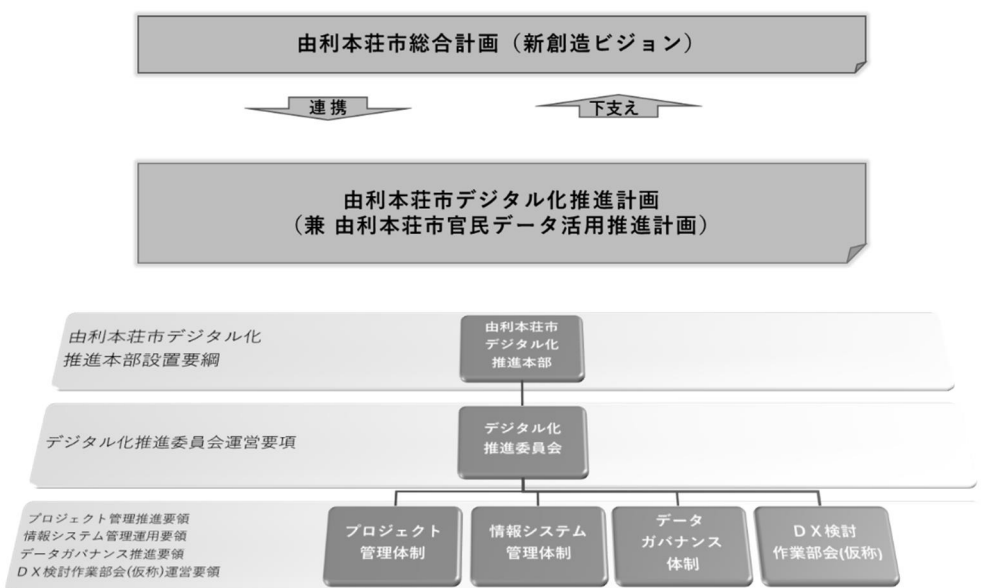 由利本荘市総合計画（新創造ビジョン）
連携
下支え
由利本荘市デジタル化推進計画
（兼 由利本荘市官民データ活用推進計画）
由利本荘市デジタル化
推進本部設置要綱
由利本荘市
デジタル化
推進本部
デジタル化推進委員会運営要項
デジタル化
推進委員会
プロジェクト管理推進要領
情報システム管理運用要領
データガバナンス推進要領
ＤＸ検討作業部会(仮称)運営要領
プロジェクト
管理体制
情報システム
管理体制
データ
ガバナンス
体制
ＤＸ検討
作業部会(仮称)